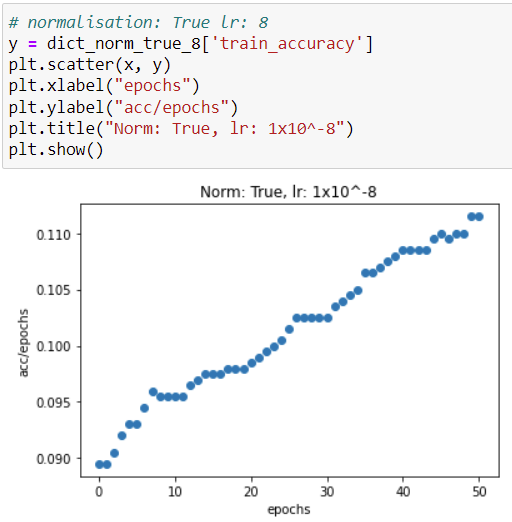 # normalisation: True lr: 8
y = dict_norm_true_8['train_accuracy']
plt.scatter(x, y)
plt.xlabel("epochs")
plt.ylabel("acc/epochs")
plt.title("Norm: True, lr: 1x10^-8")
plt.show()
Norm: True, lr: 1x10^-8
acc/epochs
0.110
0.105
0.100
0.095
0.090
0 10 20 30 40 50
epochs